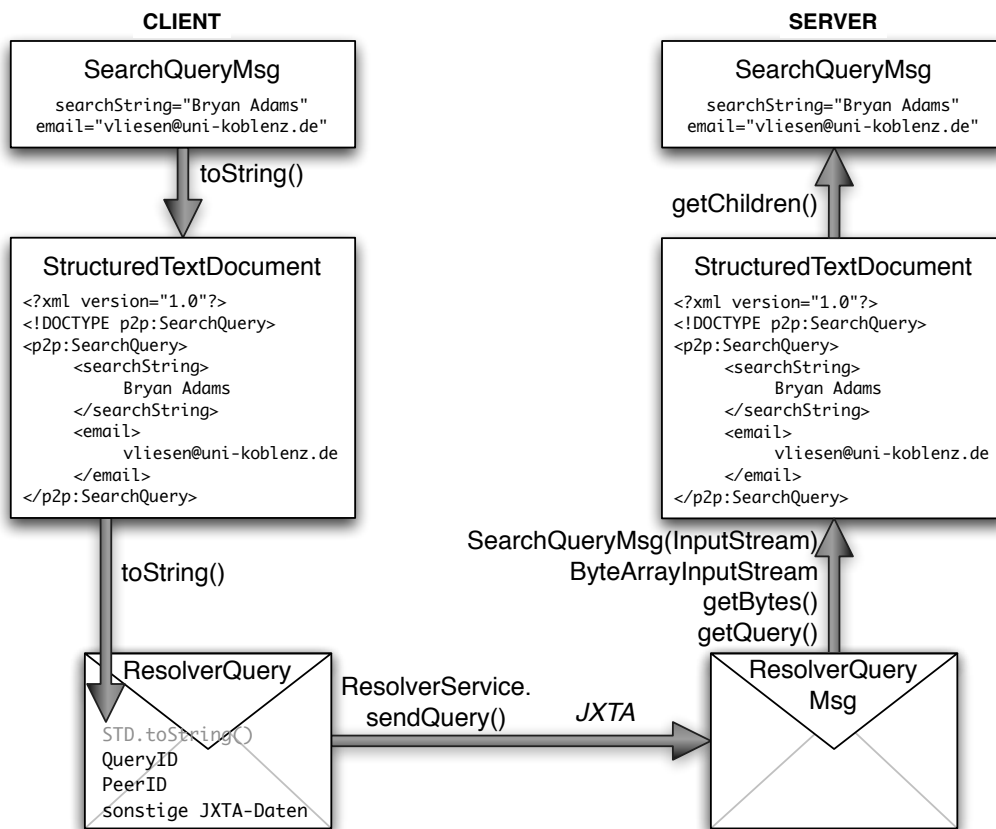 CLIENT
SearchQueryMsg
searchString="Bryan Adams"
email="vliesen@uni-koblenz.de"
toString()
StructuredTextDocument
<?xml version="1.0"?>
<!DOCTYPE p2p:SearchQuery>
<p2p:SearchQuery>
<searchString>
Bryan Adams
</searchString>
<email>
vliesen@uni-koblenz.de
</email>
</p2p:SearchQuery>
toString()
ResolverQuery
STD.toString()
QueryID
PeerID
sonstige JXTA-Daten
ResolverService.
sendQuery()
JXTA
SERVER
SearchQueryMsg
searchString="Bryan Adams"
email="vliesen@uni-koblenz.de"
getChildren()
StructuredTextDocument
<?xml version="1.0"?>
<!DOCTYPE p2p:SearchQuery>
<p2p:SearchQuery>
<searchString>
Bryan Adams
</searchString>
<email>
vliesen@uni-koblenz.de
</email>
</p2p:SearchQuery>
SearchQueryMsg(InputStream)
ByteArrayInputStream
getBytes()
getQuery()
ResolverQuery
Msg